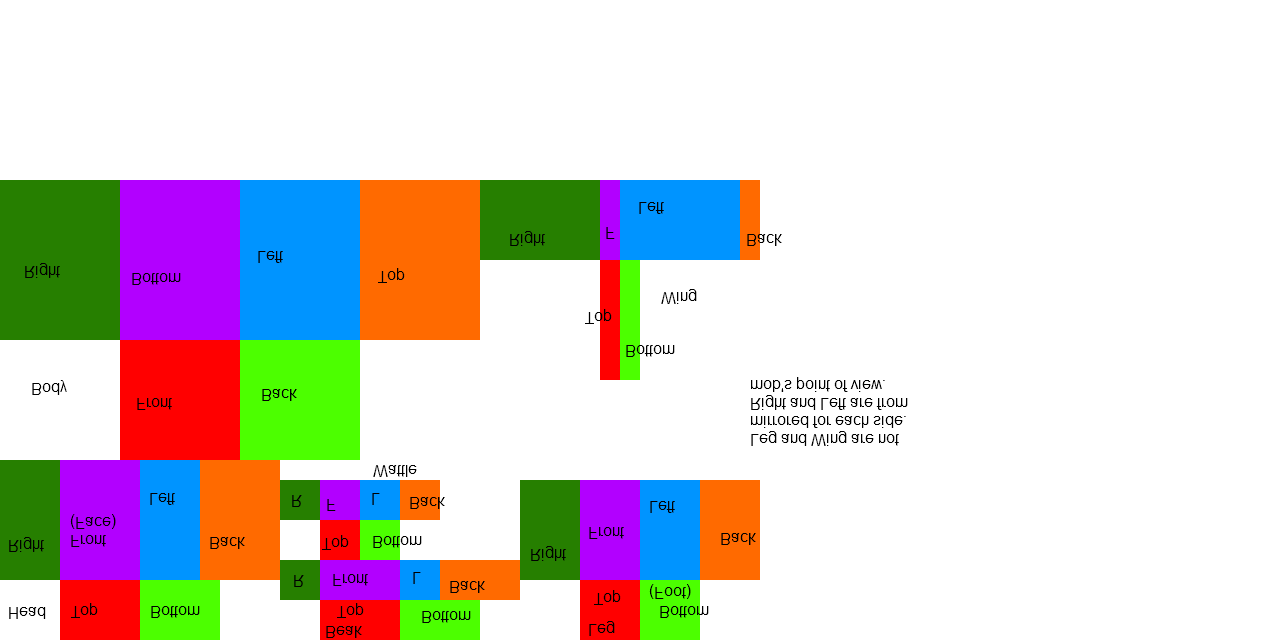 Head
Top
Bottom
Right
Front
(Face)
Left
Back
Beak
Top
Bottom
R
Front
L
Back
Top
Bottom
R
F
L
Back
Wattle
Leg
Top
Bottom
(Foot)
Right
Front
Left
Back
Leg and Wing are not
mirrored for each side.
Right and Left are from
mob's point of view.
Body
Front
Back
Right
Bottom
Left
Top
Bottom
Top
Wing
Right
F
Left
Back